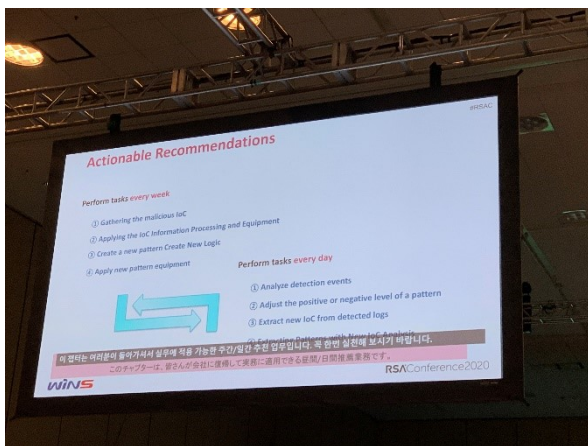 #RSAC
Actionable Recommendations
Perform tasks every week
① Gathering the malicious IoC
② Applying the IoC Information Processing and Equipment
③ Create a new pattern Create New Logic
④ Apply new pattern equipment
Perform tasks every day
① Analyze detection events
② Adjust the positive or negative level of a pattern
③ Extract new IoC from detected logs
with New IoC Analysis
이 챕터는 여러분이 돌아가셔서 실무에 적용 가능한 주간/일간 추천 업무입니다. 꼭 한번 실천해 보시기 바랍니다.
このチャプターは、皆さんが会社に復帰して実務に適用できる昼間/日間推薦業務です。
WINS
RSAConference2020